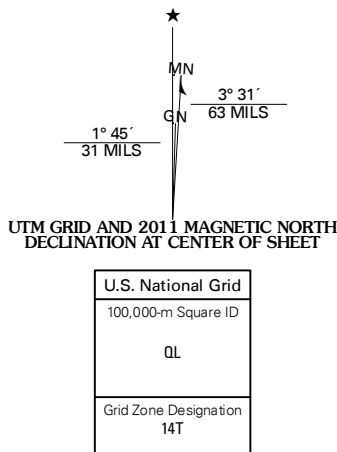 ★
MN
3° 31´
63 MILS
GN
1° 45´
31 MILS
UTM GRID AND 2011 MAGNETIC NORTH
DECLINATION AT CENTER OF SHEET
U.S. National Grid
100,000-m Square ID
QL
Grid Zone Designation
14T